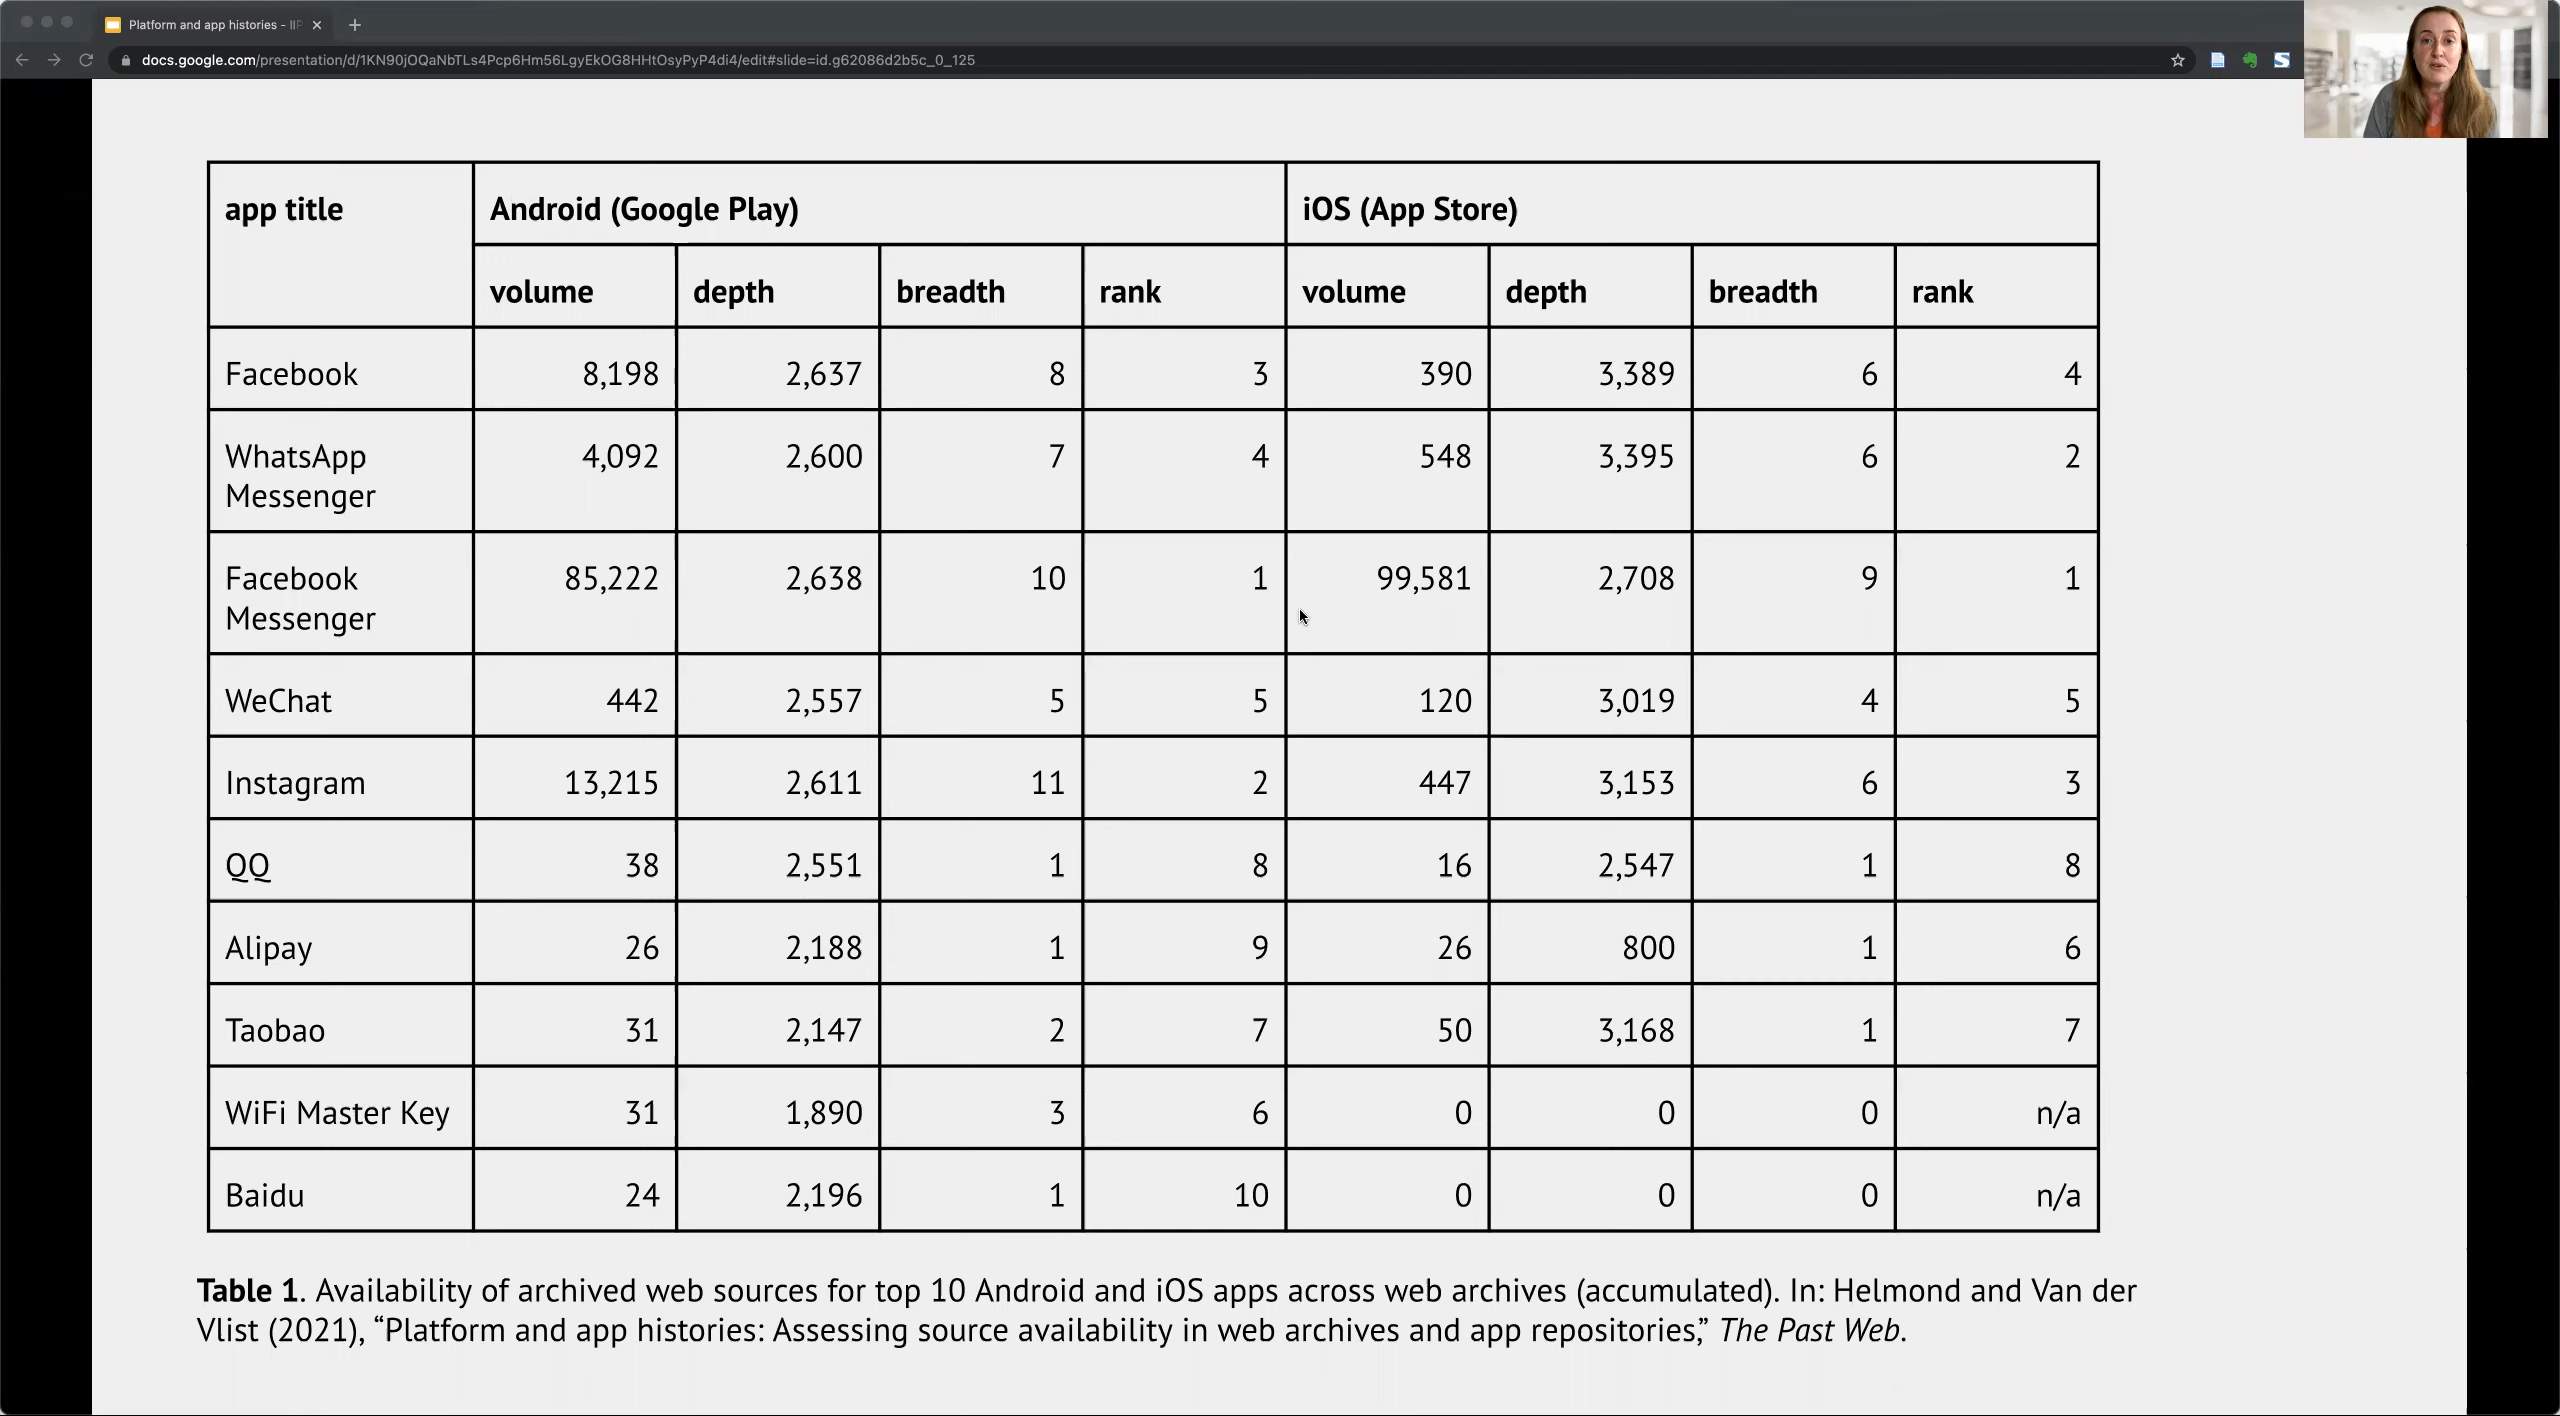 Platform and app histories - IIP
docs.google.com/presentation/d/1KN90jOQaNbTLs4Pcp6Hm56LgyEkOG8HHtOsyPyP4di4/edit#slide=id.g62086d2b5c_0_125
app title Android (Google Play) iOS (App Store)
volume depth breadth rank volume depth breadth rank
Facebook 8,198 2,637 8 3 390 3,389 6 4
WhatsApp 4,092 2,600 7 4 548 3,395 6 2
Messenger
Facebook 85,222 2,638 10 1 99,581 2,708 9 1
Messenger
WeChat 442 2,557 5 5 120 3,019 4 5
Instagram 13,215 2,611 11 2 447 3,153 6 3
QQ 38 2,551 1 8 16 2,547 1 8
Alipay 26 2,188 1 9 26 800 1 6
Taobao 31 2,147 2 7 50 3,168 1 7
WiFi Master Key 31 1,890 3 6 0 0 0 n/a
Baidu 24 2,196 1 10 0 0 0 n/a
Table 1. Availability of archived web sources for top 10 Android and iOS apps across web archives (accumulated). In: Helmond and Van der
Vlist (2021), “Platform and app histories: Assessing source availability in web archives and app repositories,” The Past Web.